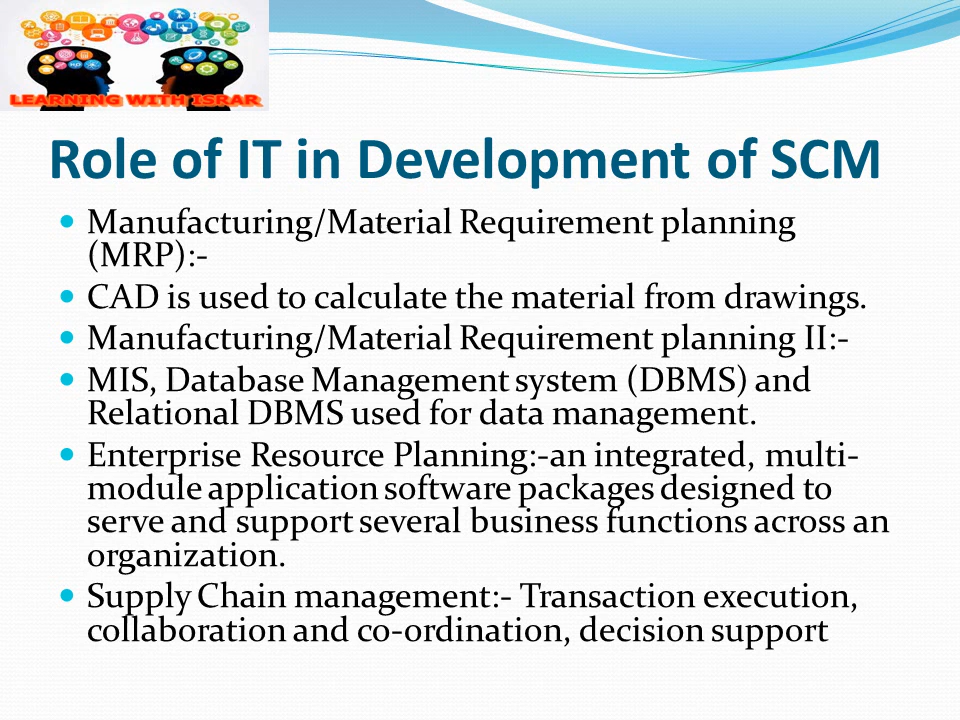 LEARNING WITH ISRAR
Role of IT in Development of SCM
Manufacturing/Material Requirement planning
(MRP):-
CAD is used to calculate the material from drawings.
Manufacturing/Material Requirement planning II:-
MIS, Database Management system (DBMS) and
Relational DBMS used for data management.
Enterprise Resource Planning:-an integrated, multi-
module application software packages designed to
serve and support several business functions across an
organization.
Supply Chain management:- Transaction execution,
collaboration and co-ordination, decision support